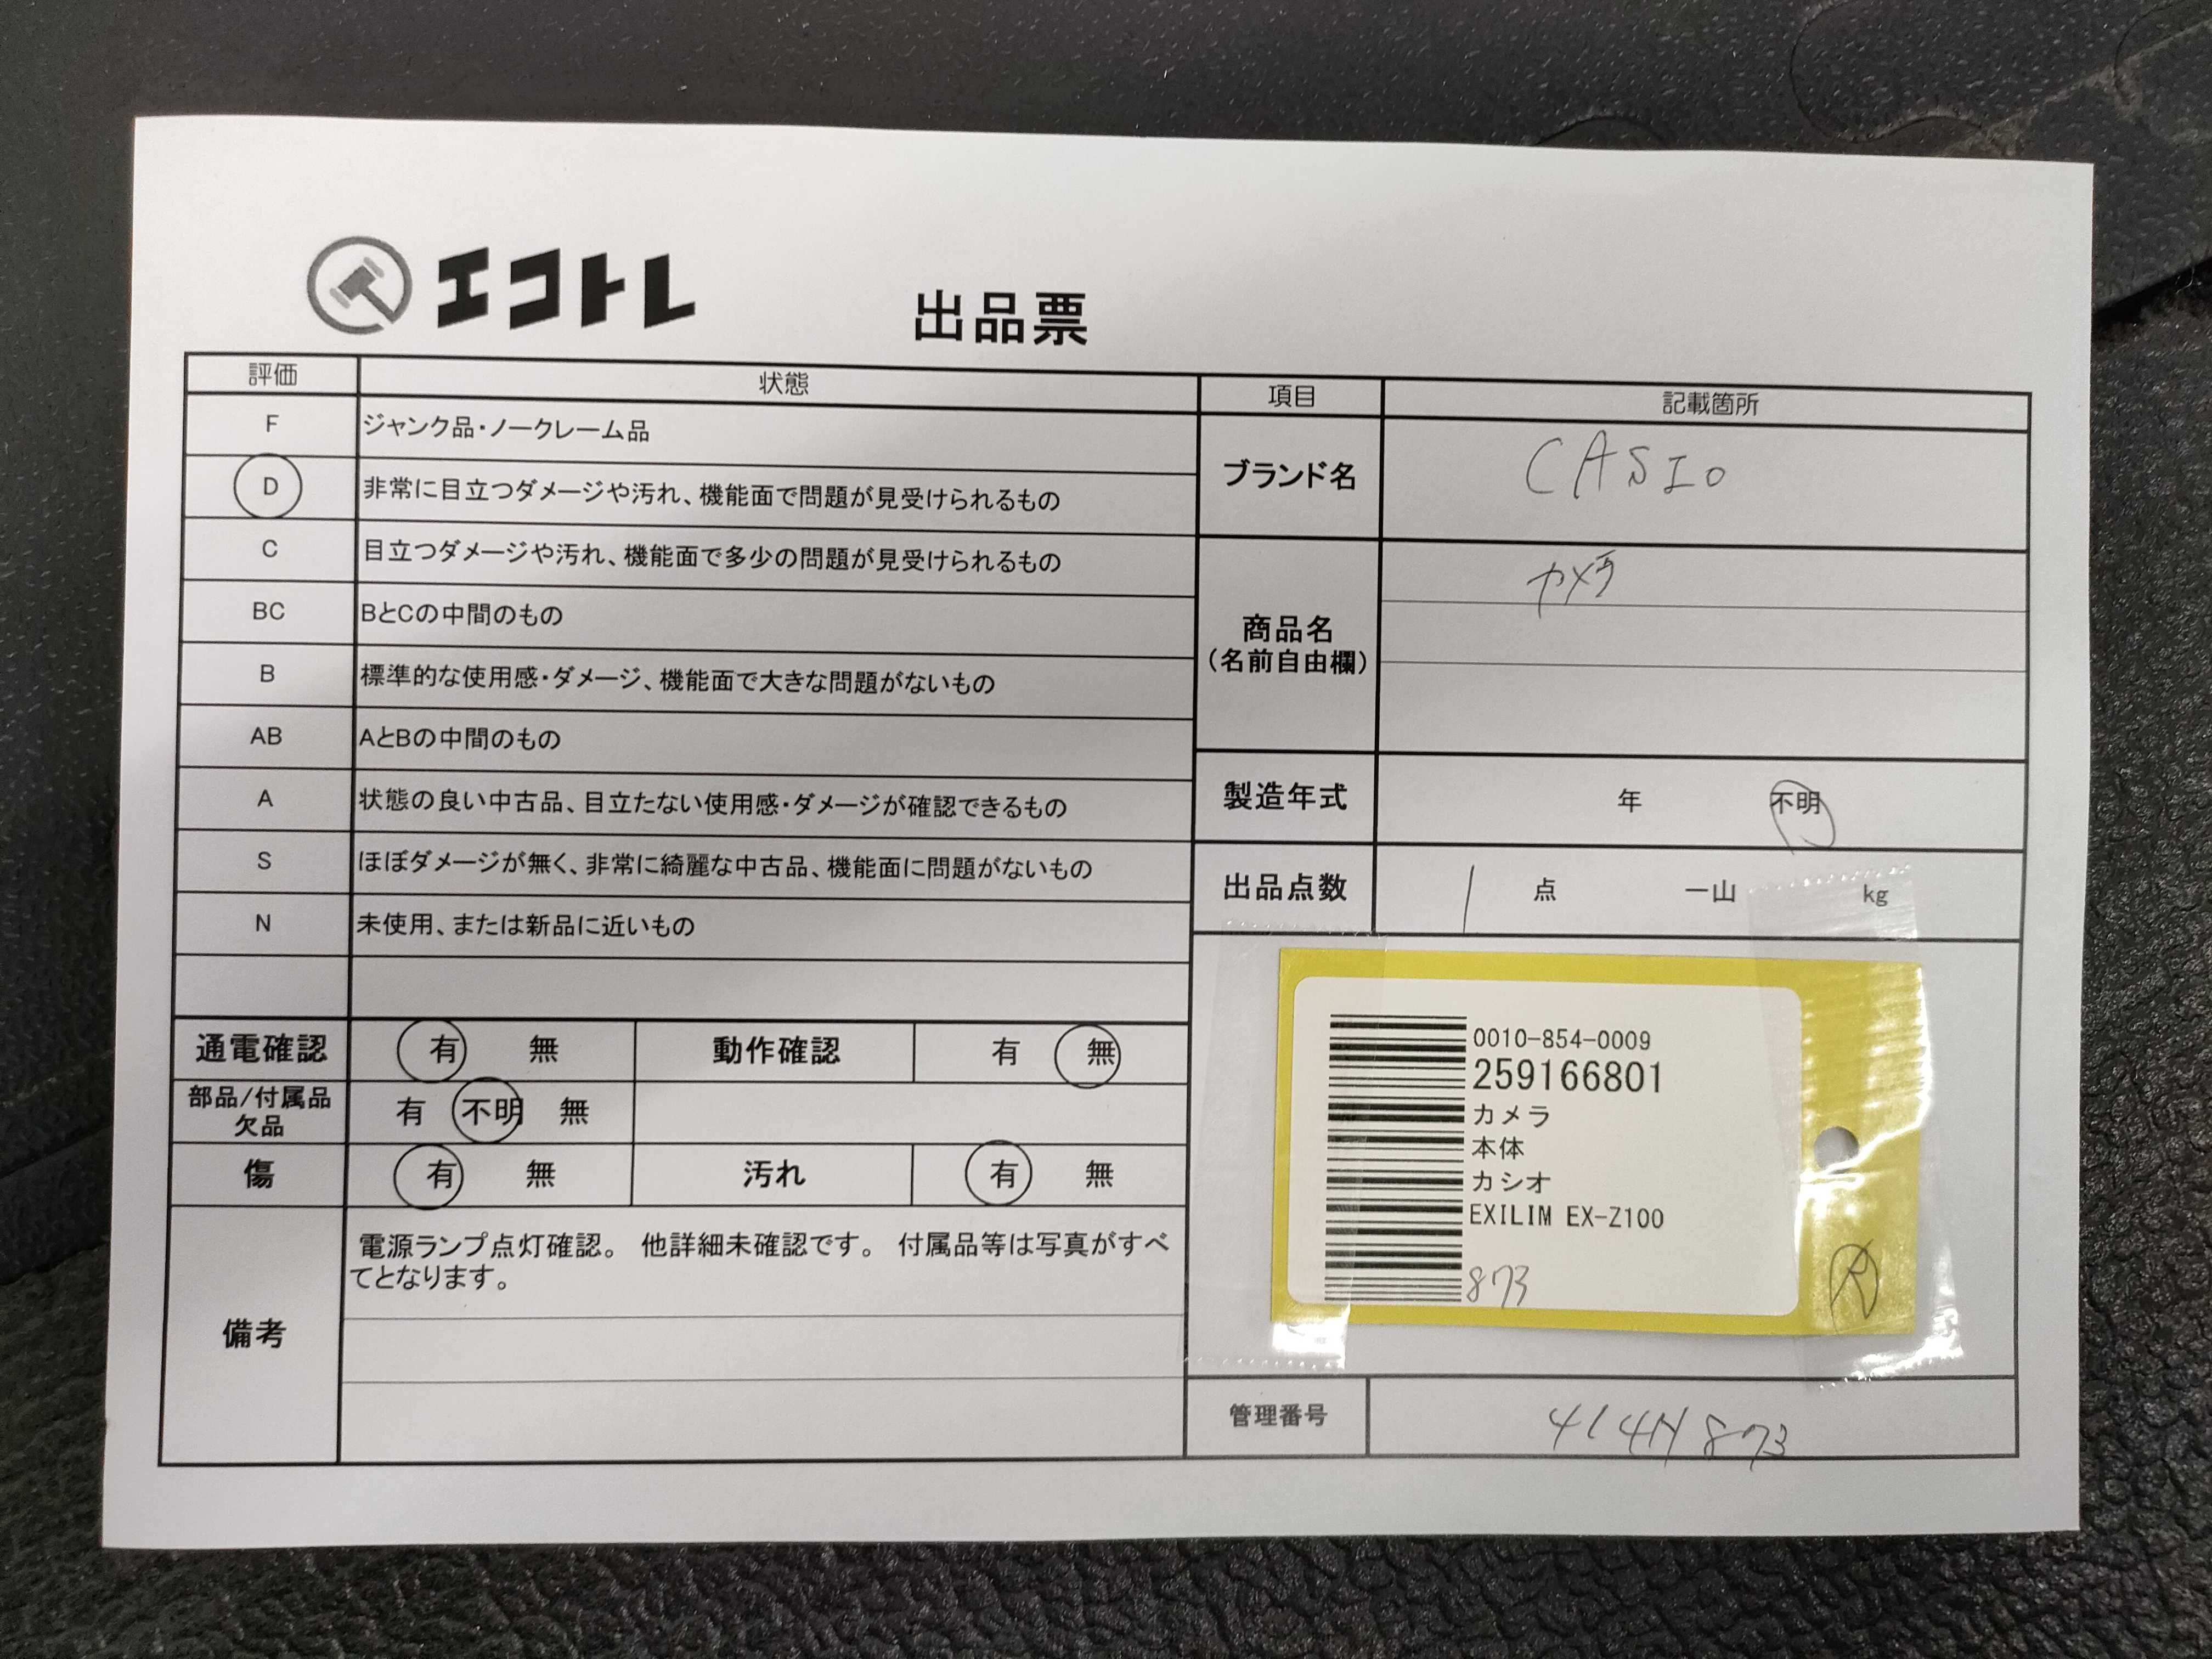 エコトレ
出品票
評価 状態
F ジャンク品・ノークレーム品
D 非常に目立つダメージや汚れ、機能面で問題が見受けられるもの
C 目立つダメージや汚れ、機能面で多少の問題が見受けられるもの
BC BとCの中間のもの
B 標準的な使用感・ダメージ、機能面で大きな問題がないもの
AB AとBの中間のもの
A 状態の良い中古品、目立たない使用感・ダメージが確認できるもの
S ほぼダメージが無く、非常に綺麗な中古品、機能面に問題がないもの
N 未使用、または新品に近いもの
通電確認 有 無 動作確認 有 無
部品/付属品
欠品
有 不明 無
傷 有 無 汚れ 有 無
備考
電源ランプ点灯確認。 他詳細未確認です。 付属品等は写真がすべ
てとなります。
項目 記載箇所
ブランド名 CASIO
商品名
(名前自由欄)
カメラ
製造年式 年 不明
出品点数 1 点 一山 kg
0010-854-0009
259166801
カメラ
本体
カシオ
EXILIM EX-Z100
873
R
管理番号 414H873